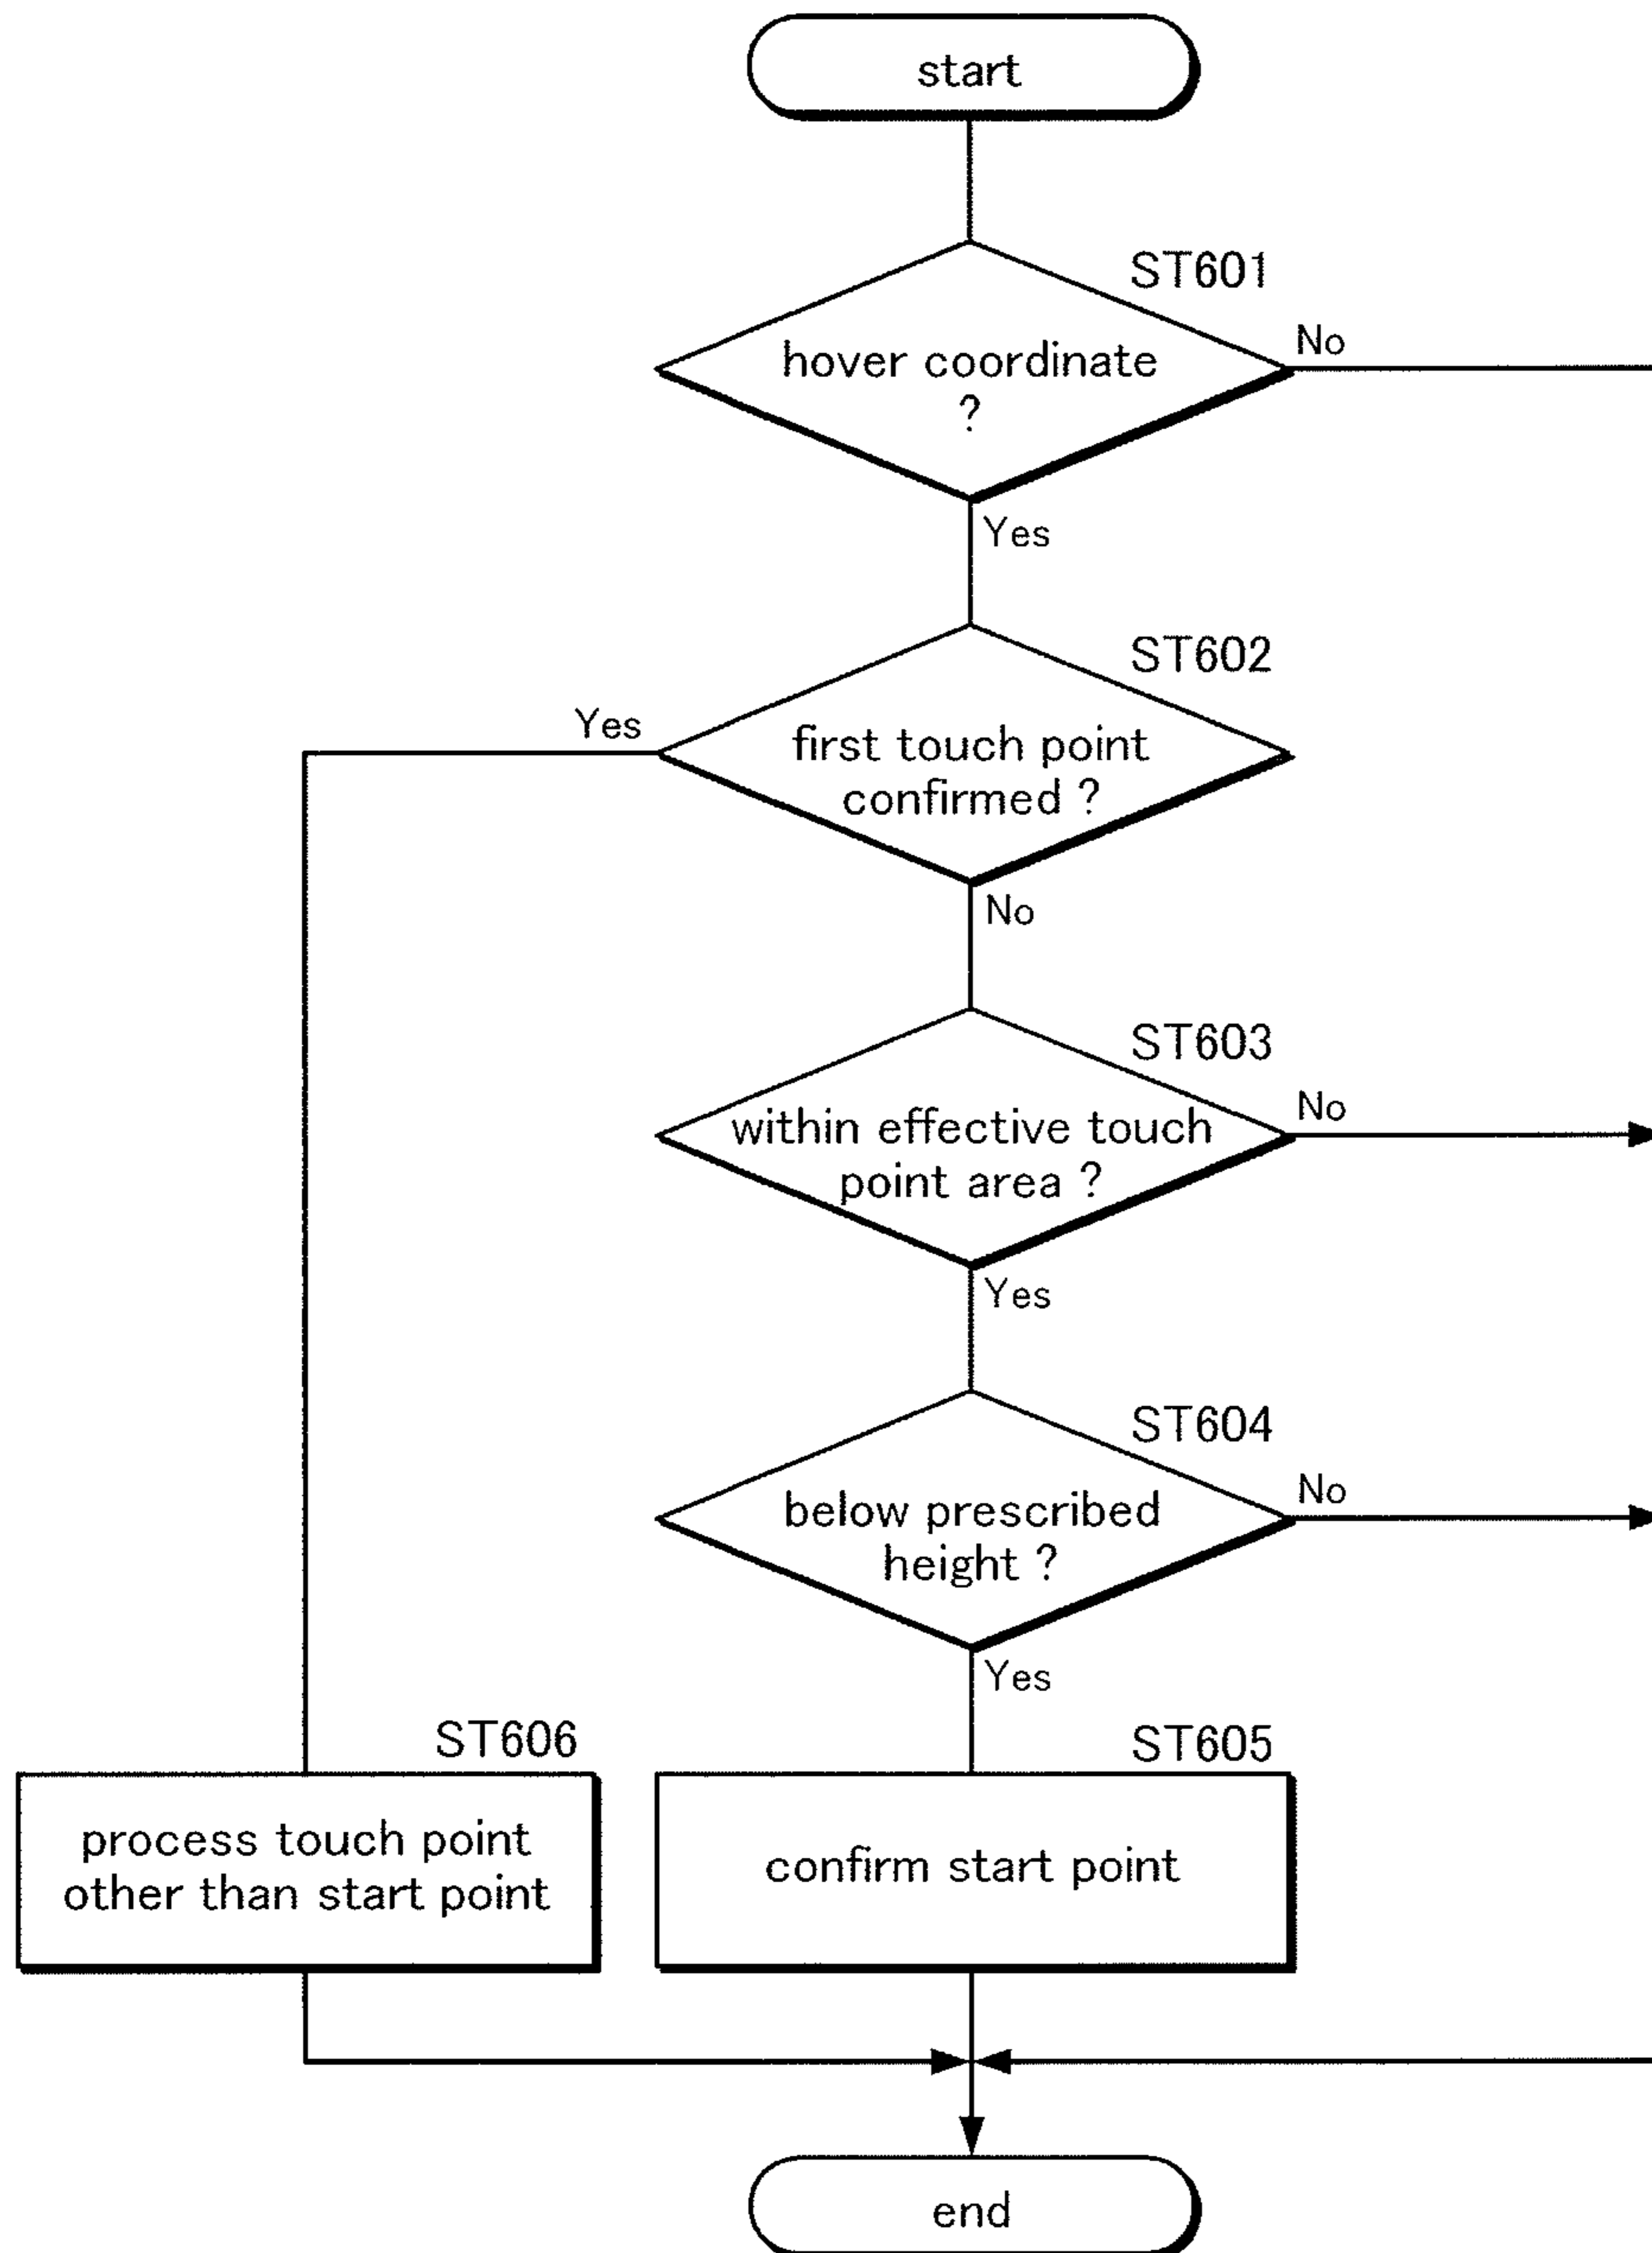 start
ST601
hover coordinate
?
No
Yes
ST602
Yes
first touch point
confirmed ?
No
ST603
within effective touch
point area ?
No
Yes
ST604
below prescribed
height ?
No
Yes
ST606
ST605
process touch point
other than start point
confirm start point
end